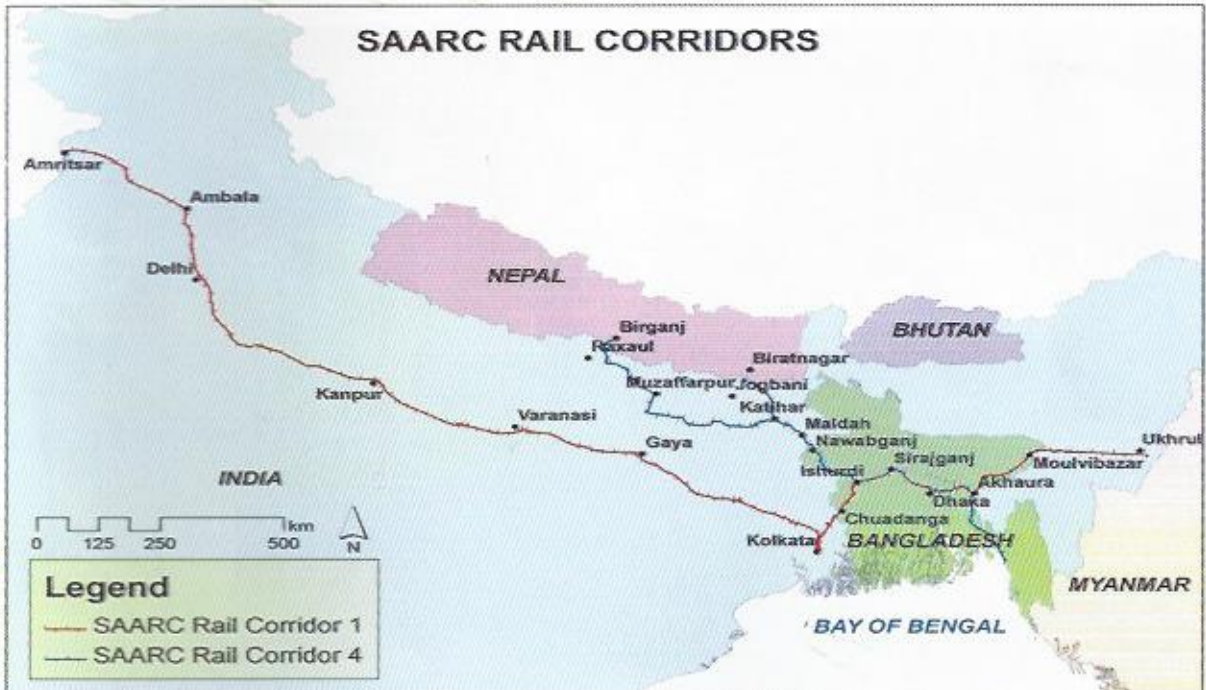 SAARC RAIL CORRIDORS
Amritsar
Ambala
Delhi
NEPAL
Birganj
Raxaul
BHUTAN
Biratnagar
Muzaffarpur
Jogbani
Kanpur
Katihar
Varanasi
Maldah
Nawabganj
Gaya
Sirajganj
Ukhrul
Ishurdi
Moulvibazar
INDIA
Akhaura
Dhaka
Chuadanga
km
0 125 250 500
N
Kolkata
BANGLADESH
MYANMAR
Legend
SAARC Rail Corridor 1
SAARC Rail Corridor 4
BAY OF BENGAL